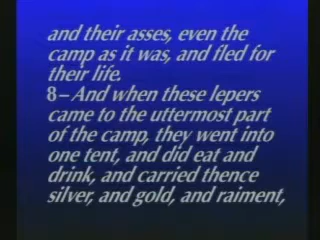 and their asses, even the
camp as it was, and fled for
their life.
8–And when these lepers
came to the uttermost part
of the camp, they went into
one tent, and did eat and
drink, and carried thence
silver, and gold, and raiment,